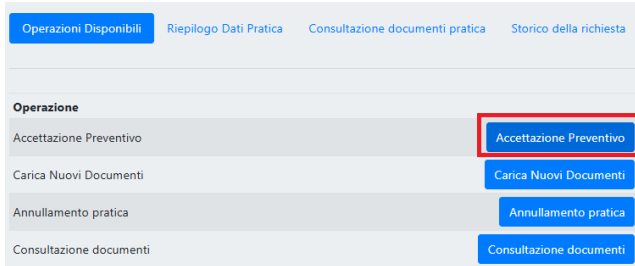 Operazioni Disponibili Riepilogo Dati Pratica Consultazione documenti pratica Storico della richiesta
Operazione
Accettazione Preventivo Accettazione Preventivo
Carica Nuovi Documenti Carica Nuovi Documenti
Annullamento pratica Annullamento pratica
Consultazione documenti Consultazione documenti